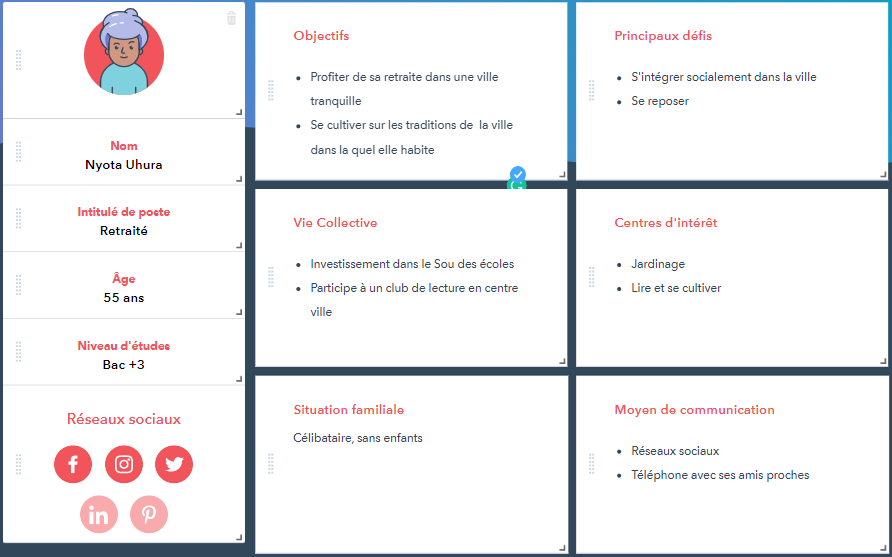 Nom
Nyota Uhura
Intitulé de poste
Retraité
Âge
55 ans
Niveau d'études
Bac +3
Réseaux sociaux
Objectifs
Profiter de sa retraite dans une ville
tranquille
Se cultiver sur les traditions de la ville
dans la quel elle habite
Principaux défis
S'intégrer socialement dans la ville
Se reposer
Vie Collective
Investissement dans le Sou des écoles
Participe à un club de lecture en centre
ville
Centres d'intérêt
Jardinage
Lire et se cultiver
Situation familiale
Célibataire, sans enfants
Moyen de communication
Réseaux sociaux
Téléphone avec ses amis proches